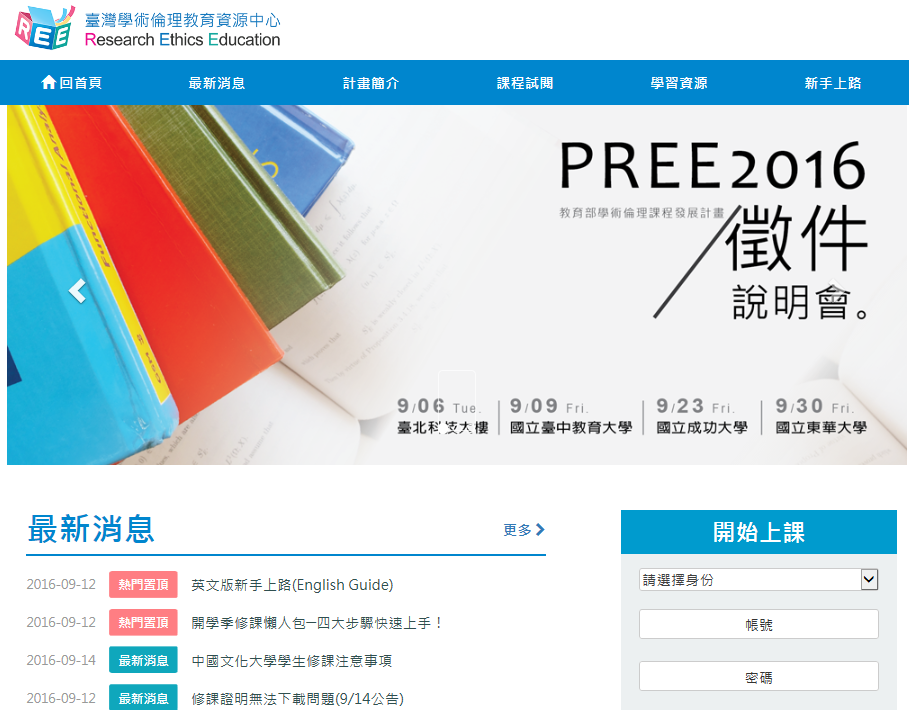 REE
臺灣學術倫理教育資源中心
Research Ethics Education
回首頁 最新消息 計畫簡介 課程試閱 學習資源 新手上路
PREE2016
教育部學術倫理課程發展計畫
徵件
說明會。
9/06 Tue. 9/09 Fri. 9/23 Fri. 9/30 Fri.
臺北科技大樓 國立臺中教育大學 國立成功大學 國立東華大學
最新消息 更多
2016-09-12 熱門置頂 英文版新手上路(English Guide)
2016-09-12 熱門置頂 開學季修課懶人包─四大步驟快速上手！
2016-09-14 最新消息 中國文化大學學生修課注意事項
2016-09-12 最新消息 修課證明無法下載問題(9/14公告)
開始上課
請選擇身份
帳號
密碼